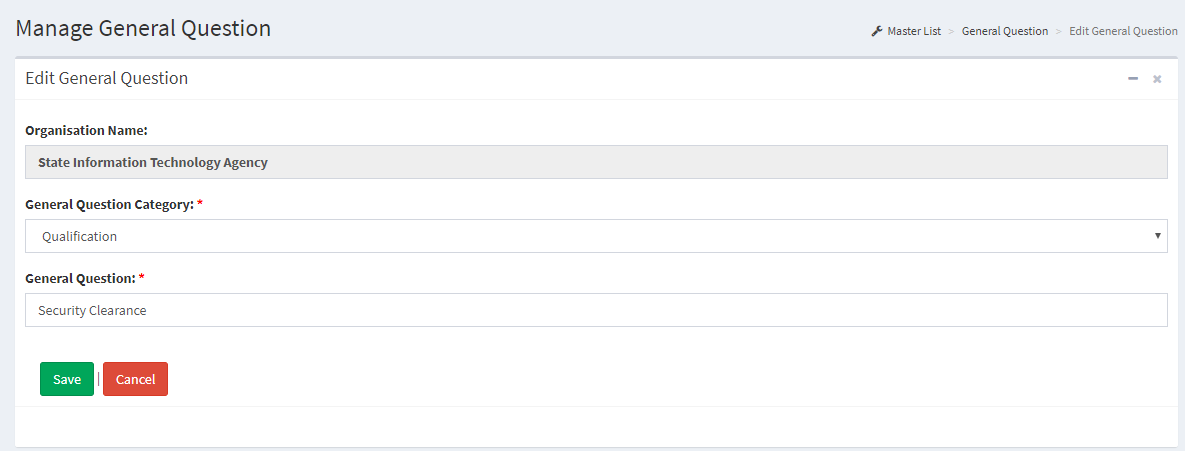 Manage General Question
Master List > General Question > Edit General Question
Edit General Question
Organisation Name:
State Information Technology Agency
General Question Category: *
Qualification
General Question: *
Security Clearance
Save | Cancel